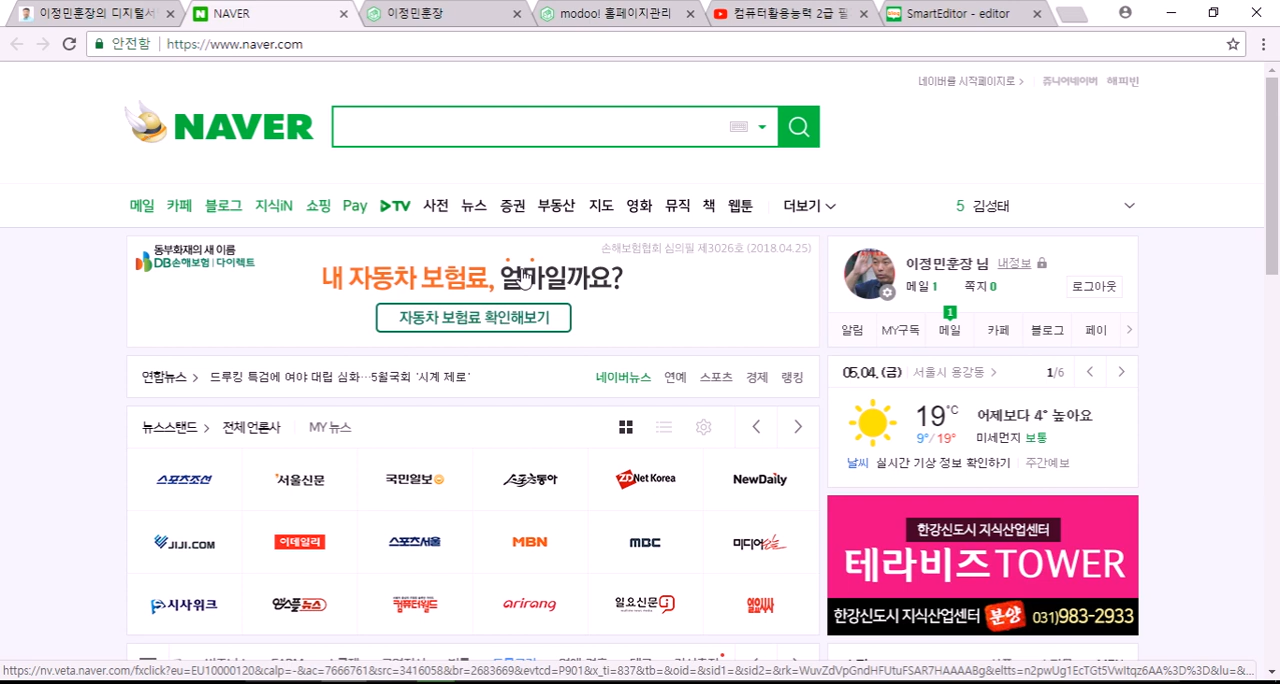 이정민훈장의 디지털서
NAVER
이정민훈장
modoo! 홈페이지관리
컴퓨터활용능력 2급 필
SmartEditor - editor
안전함
https://www.naver.com
네이버를 시작페이지로 >
쥬니어네이버
해피빈
NAVER
메일
카페
블로그
지식iN
쇼핑
Pay
TV
사전
뉴스
증권
부동산
지도
영화
뮤직
책
웹툰
더보기
5 김성태
동부화재의 새 이름
DB손해보험 | 다이렉트
손해보험협회 심의필 제3026호 (2018.04.25)
내 자동차 보험료, 얼마일까요?
자동차 보험료 확인해보기
이정민훈장 님 내정보
메일 1 쪽지 0
로그아웃
1
알림 MY구독 메일 카페 블로그 페이
연합뉴스 > 드루킹 특검에 여야 대립 심화…5월국회 '시계 제로'
네이버뉴스 연예 스포츠 경제 랭킹
05.04. (금) 서울시 용강동 > 1/6
19°C 어제보다 4° 높아요
9°/ 19° 미세먼지 보통
날씨 실시간 기상 정보 확인하기 | 주간예보
뉴스스탠드 > 전체 언론사 MY 뉴스
스포츠조선 서울신문 국민일보 스포츠동아 ZDNet Korea NewDaily
JIJI.COM 이데일리 스포츠서울 MBN MBC 미디어오늘
시사위크 엔스플뉴스 컴퓨터월드 arirang 일요신문
한강신도시 지식산업센터
테라비즈 TOWER
한강신도시 지식산업센터 분양 031)983-2933